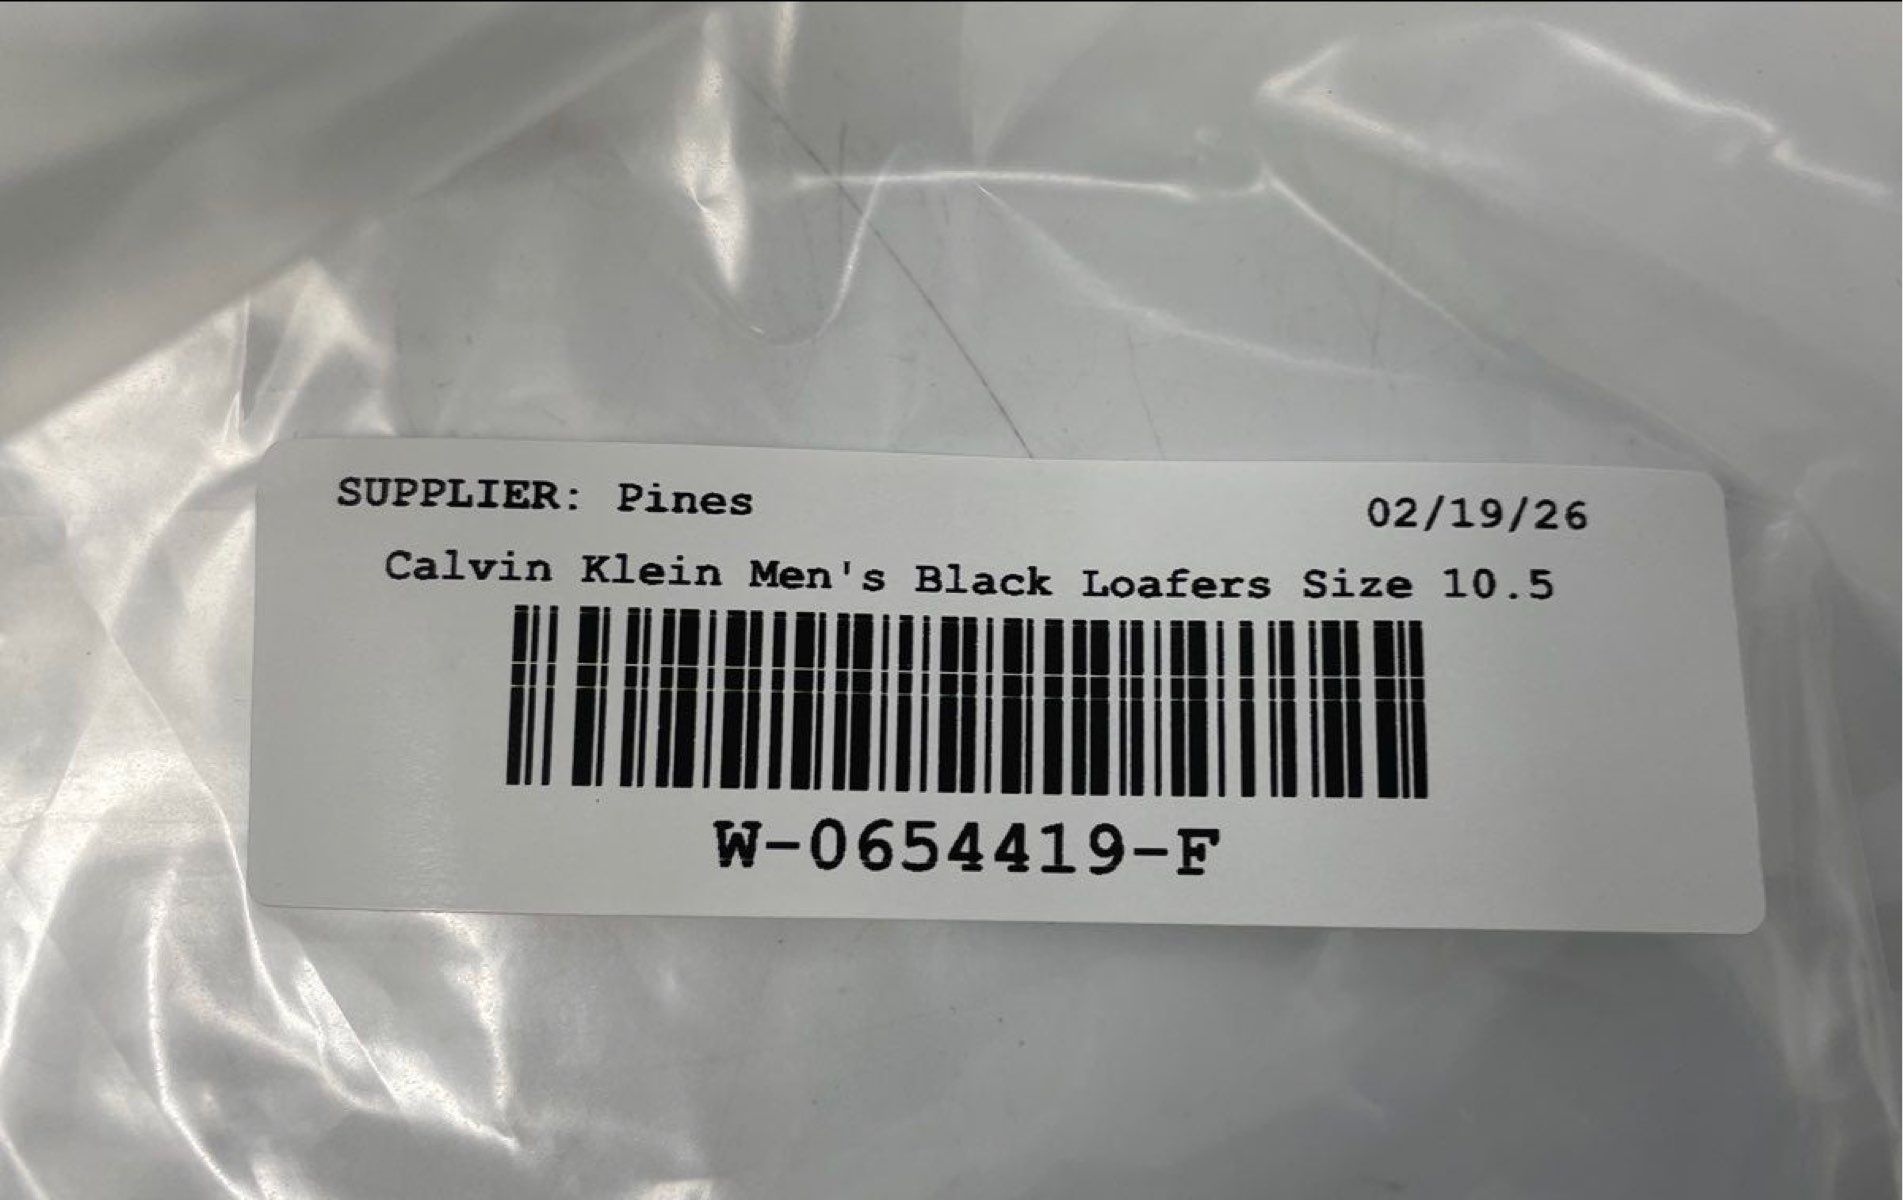 SUPPLIER: Pines 02/19/26
Calvin Klein Men's Black Loafers Size 10.5
W-0654419-F